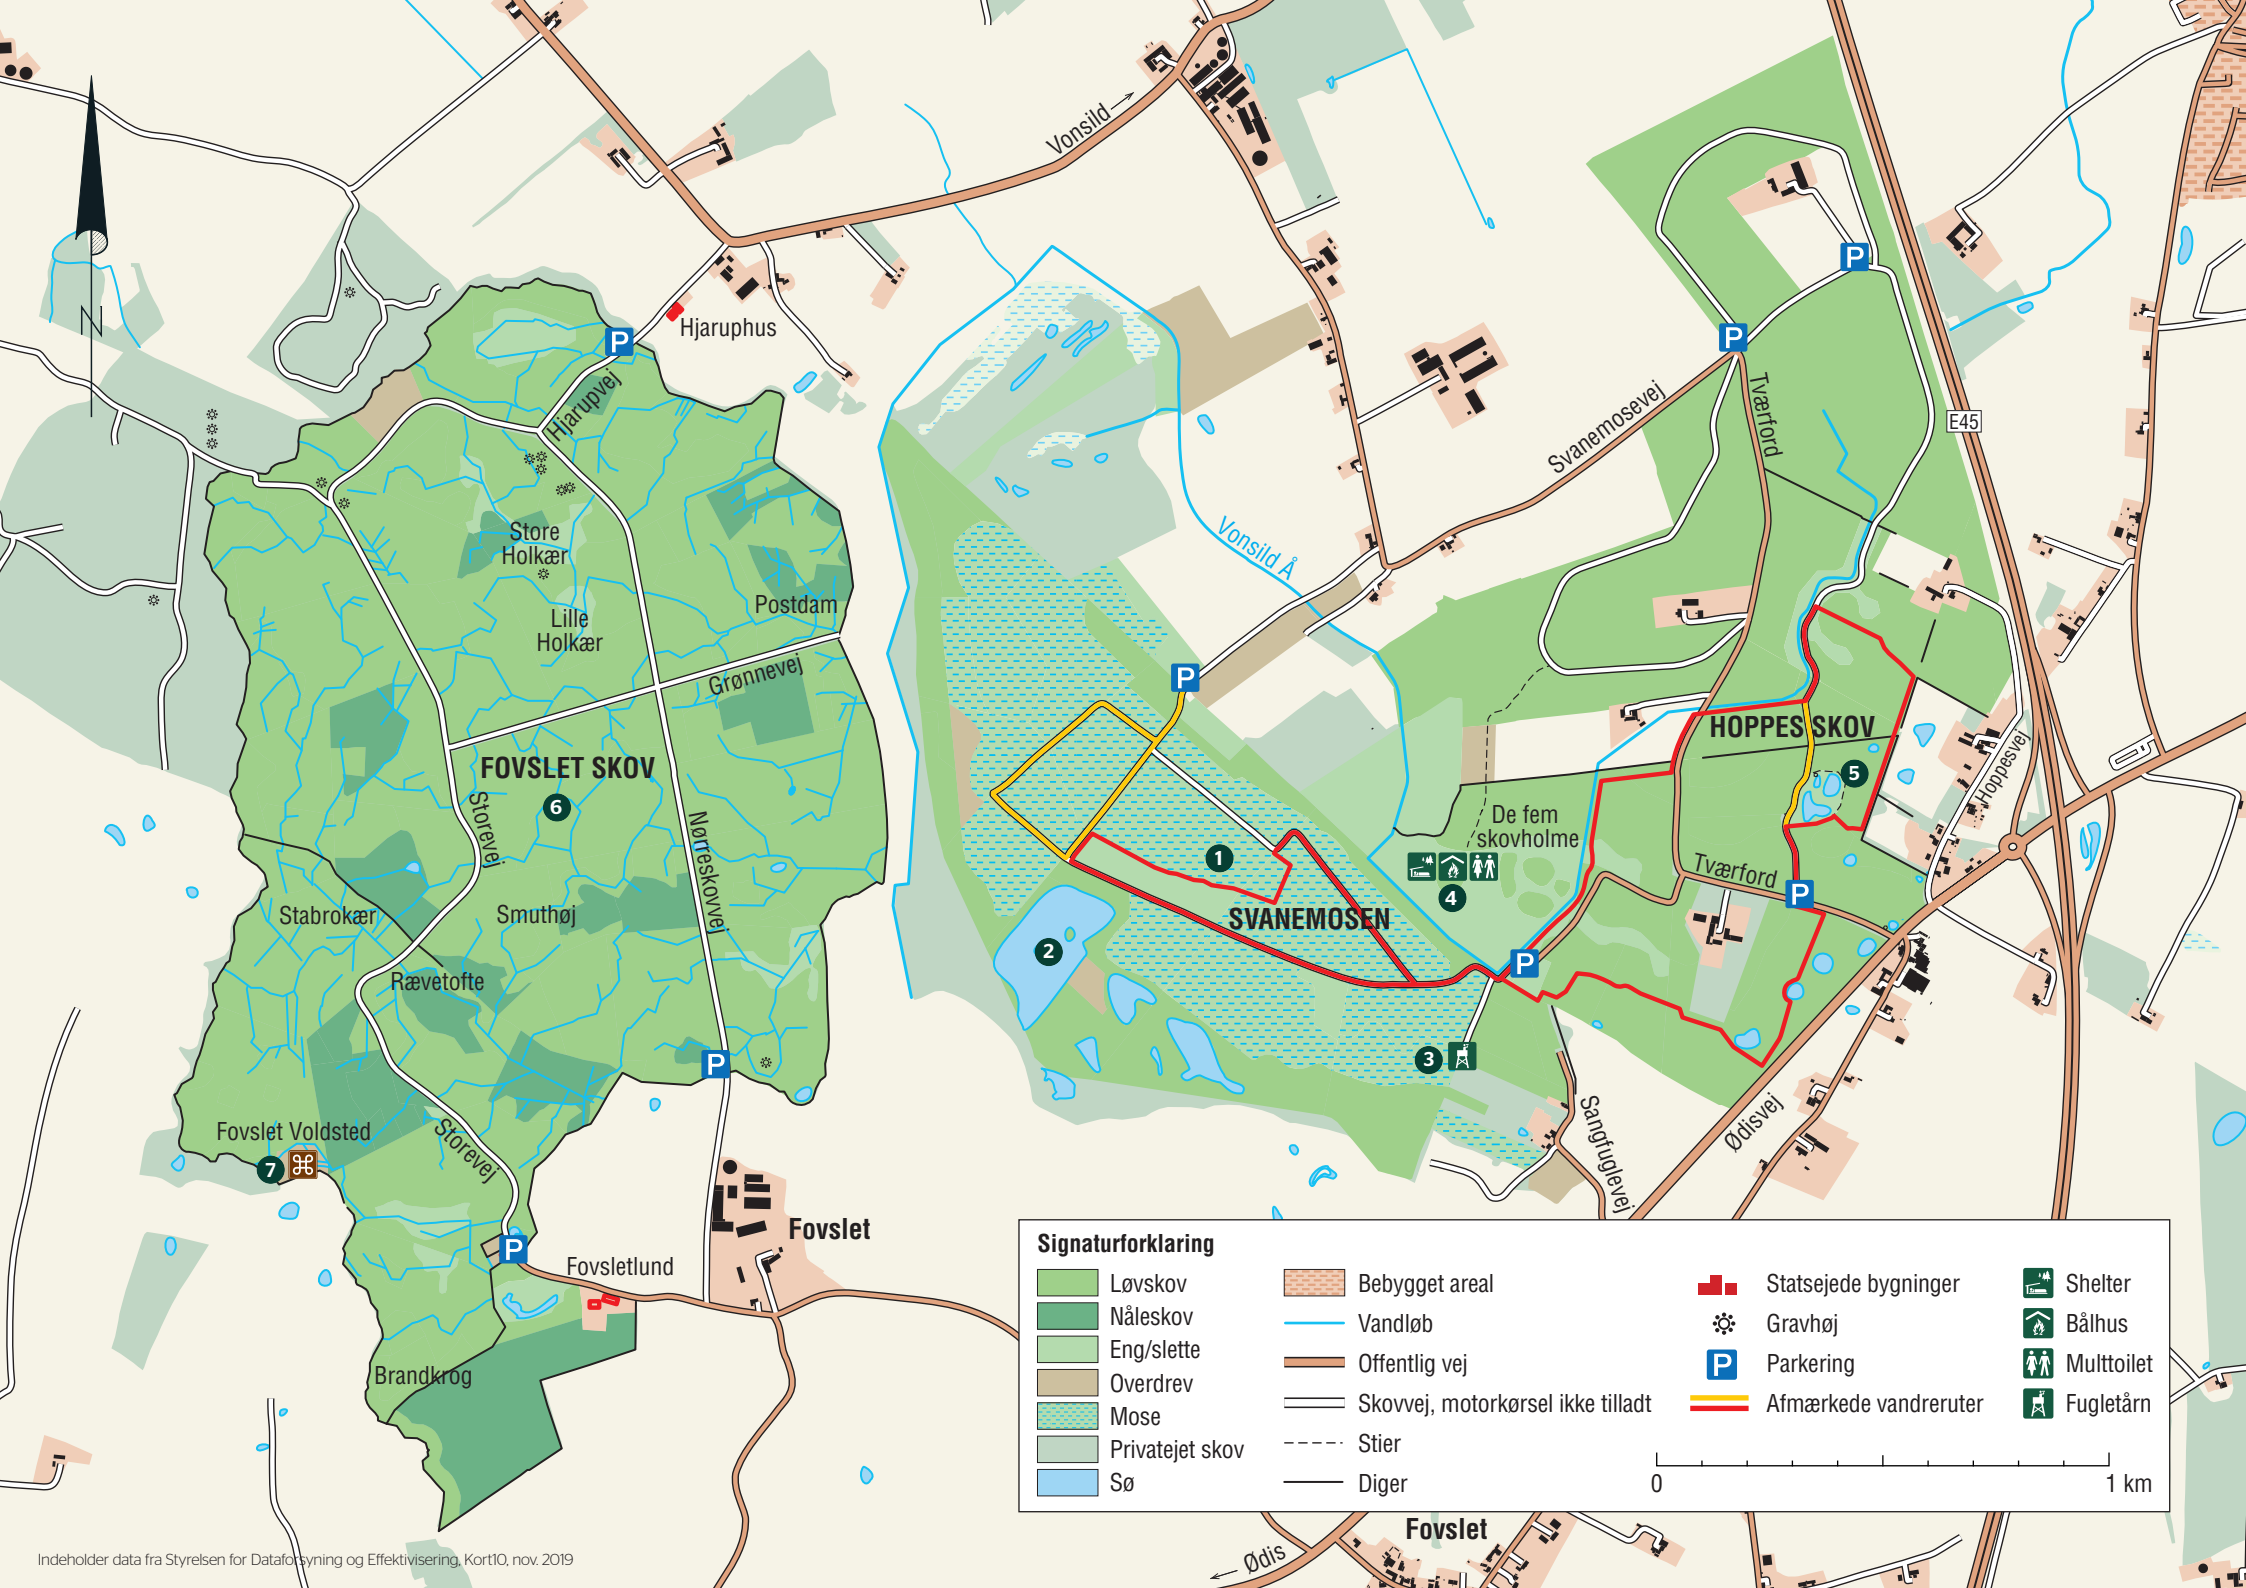 Vonsild
Hjaruphus
Hjarupvej
E45
Tværford
Svanemosevej
Store
Holkær
Vonsild Å
Postdam
Lille
Holkær
Grønnevej
HOPPES SKOV
FOVSLET SKOV
Hoppesvej
5
6
Storevej
Nørreskovvej
De fem
skovholme
1
Tværford
4
Stabrokær
Smuthøj
SVANEMOSEN
2
Rævetofte
3
Fovslet Voldsted
Storevej
7
Sangfuglevej
Ødisvej
Fovslet
Fovsletlund
Brandkrog
P
P
P
P
P
P
P
P
N
Signaturforklaring
Løvskov
Nåleskov
Eng/slette
Overdrev
Mose
Privatejet skov
Sø
Bebygget areal
Vandløb
Offentlig vej
Skovvej, motorkørsel ikke tilladt
Stier
Diger
Statsejede bygninger
Gravhøj
P Parkering
Afmærkede vandreruter
Shelter
Bålhus
Multtoilet
Fugletårn
0 1 km
Fovslet
Ødis
Indeholder data fra Styrelsen for Dataforsyning og Effektivisering, Kort10, nov. 2019